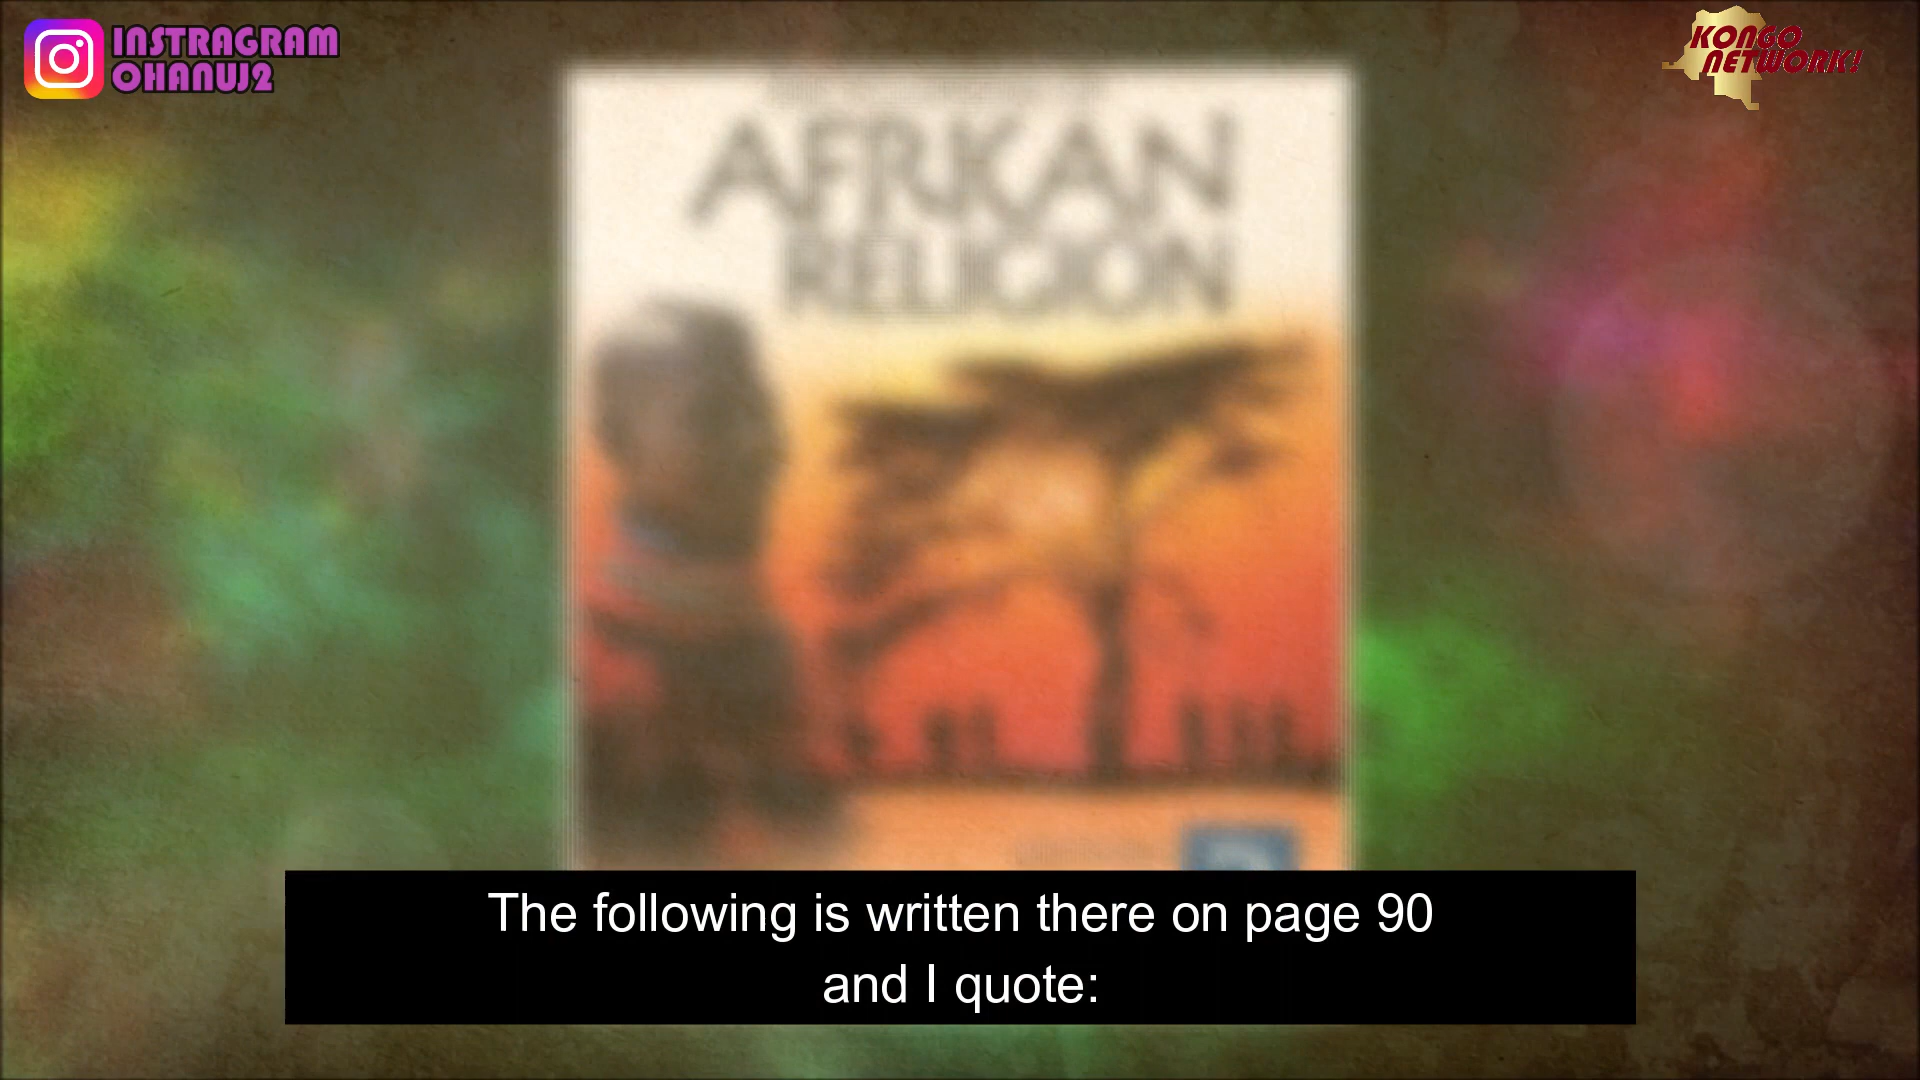 INSTRAGRAM
OHANUJ2
KONGO
NETWORK!
AFRIKAN
RELIGION
The following is written there on page 90
and I quote: